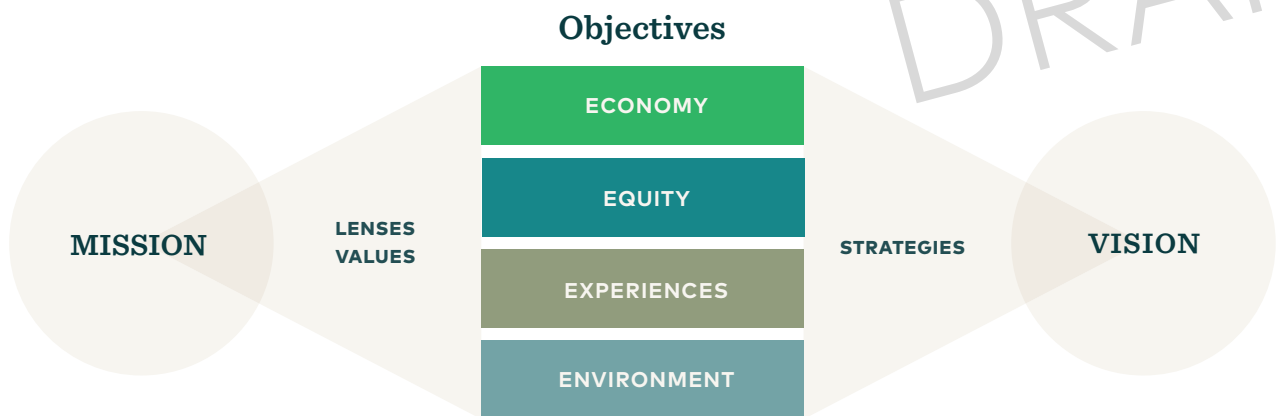 Objectives
ECONOMY
EQUITY
EXPERIENCES
ENVIRONMENT
MISSION
LENSES
VALUES
STRATEGIES
VISION